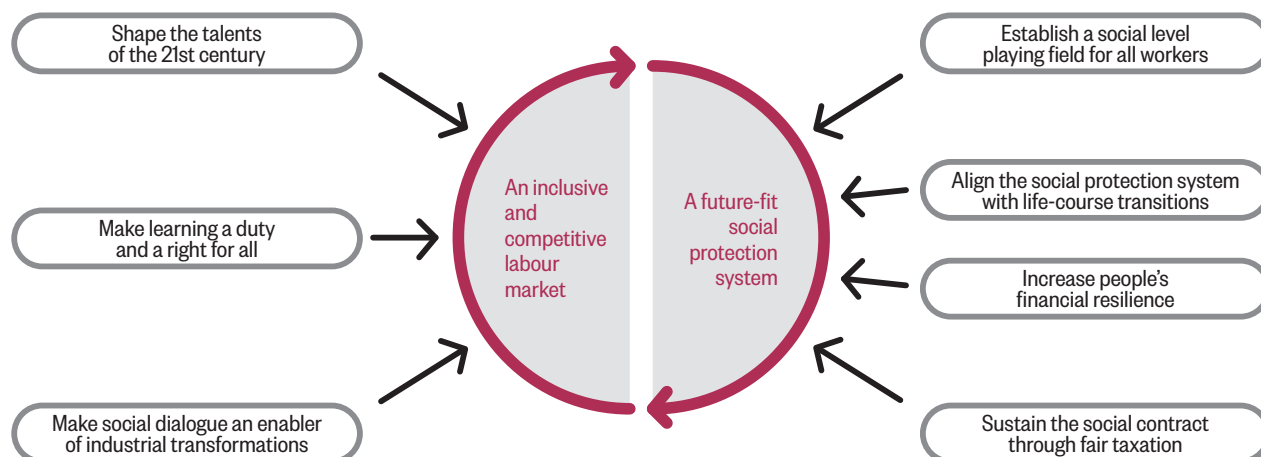 Shape the talents
of the 21st century
Make learning a duty
and a right for all
Make social dialogue an enabler
of industrial transformations
An inclusive
and
competitive
labour
market
A future-fit
social
protection
system
Establish a social level
playing field for all workers
Align the social protection system
with life-course transitions
Increase people’s
financial resilience
Sustain the social contract
through fair taxation